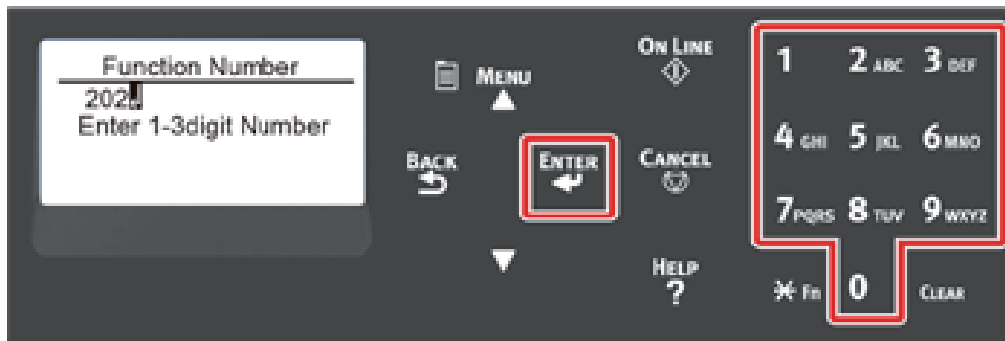 Function Number
202
Enter 1-3digit Number
MENU
BACK
ENTER
ON LINE
CANCEL
HELP
?
1
2 ABC
3 DEF
4 GHI
5 JKL
6 MNO
7 PQRS
8 TUV
9 WXYZ
Fn
0
CLEAR